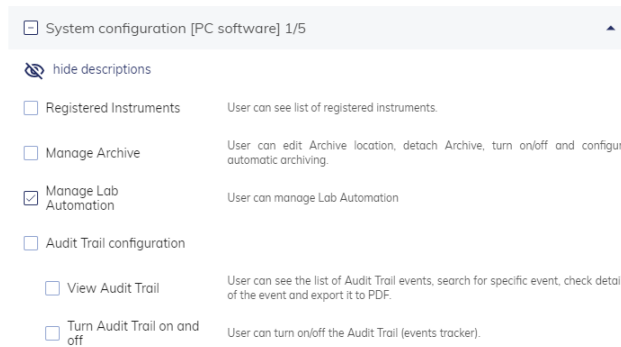 System configuration [PC software] 1/5
hide descriptions
Registered Instruments User can see list of registered instruments.
Manage Archive User can edit Archive location, detach Archive, turn on/off and configur
automatic archiving.
Manage Lab
Automation
User can manage Lab Automation
Audit Trail configuration
View Audit Trail User can see the list of Audit Trail events, search for specific event, check detai
of the event and export it to PDF.
Turn Audit Trail on and
off
User can turn on/off the Audit Trail (events tracker).